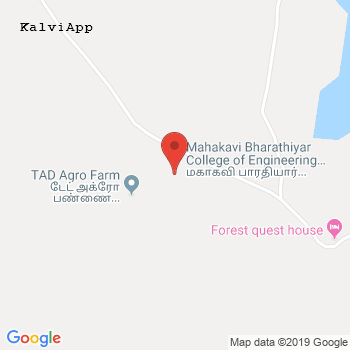 KalviApp
Mahakavi Bharathiyar
College of Engineering...
மகாகவி பாரதியார்...
TAD Agro Farm
டேட் அக்ரோ
பண்ணை...
Forest quest house
Google
Map data ©2019 Google